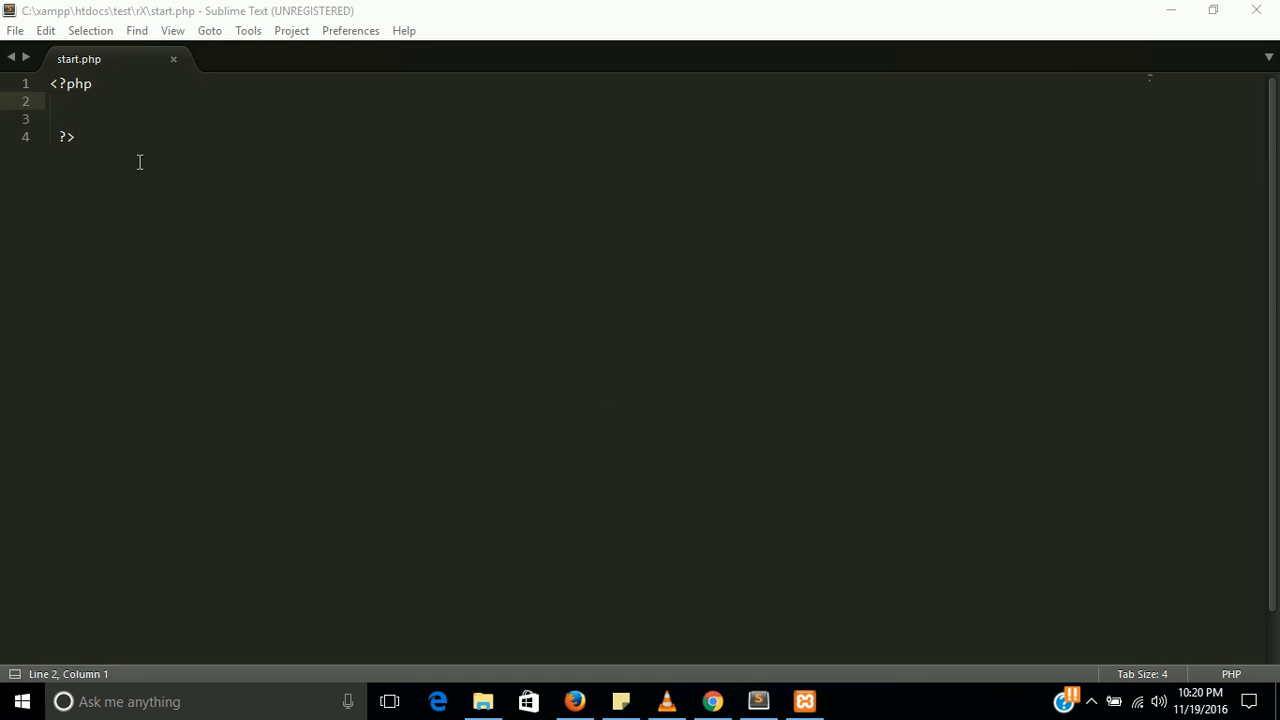 C:\xampp\htdocs\test\rX\start.php - Sublime Text (UNREGISTERED)
File Edit Selection Find View Goto Tools Project Preferences Help
start.php
1 <?php
2
3
4 ?>
Line 2, Column 1
Tab Size: 4
PHP
Ask me anything
10:20 PM
11/19/2016